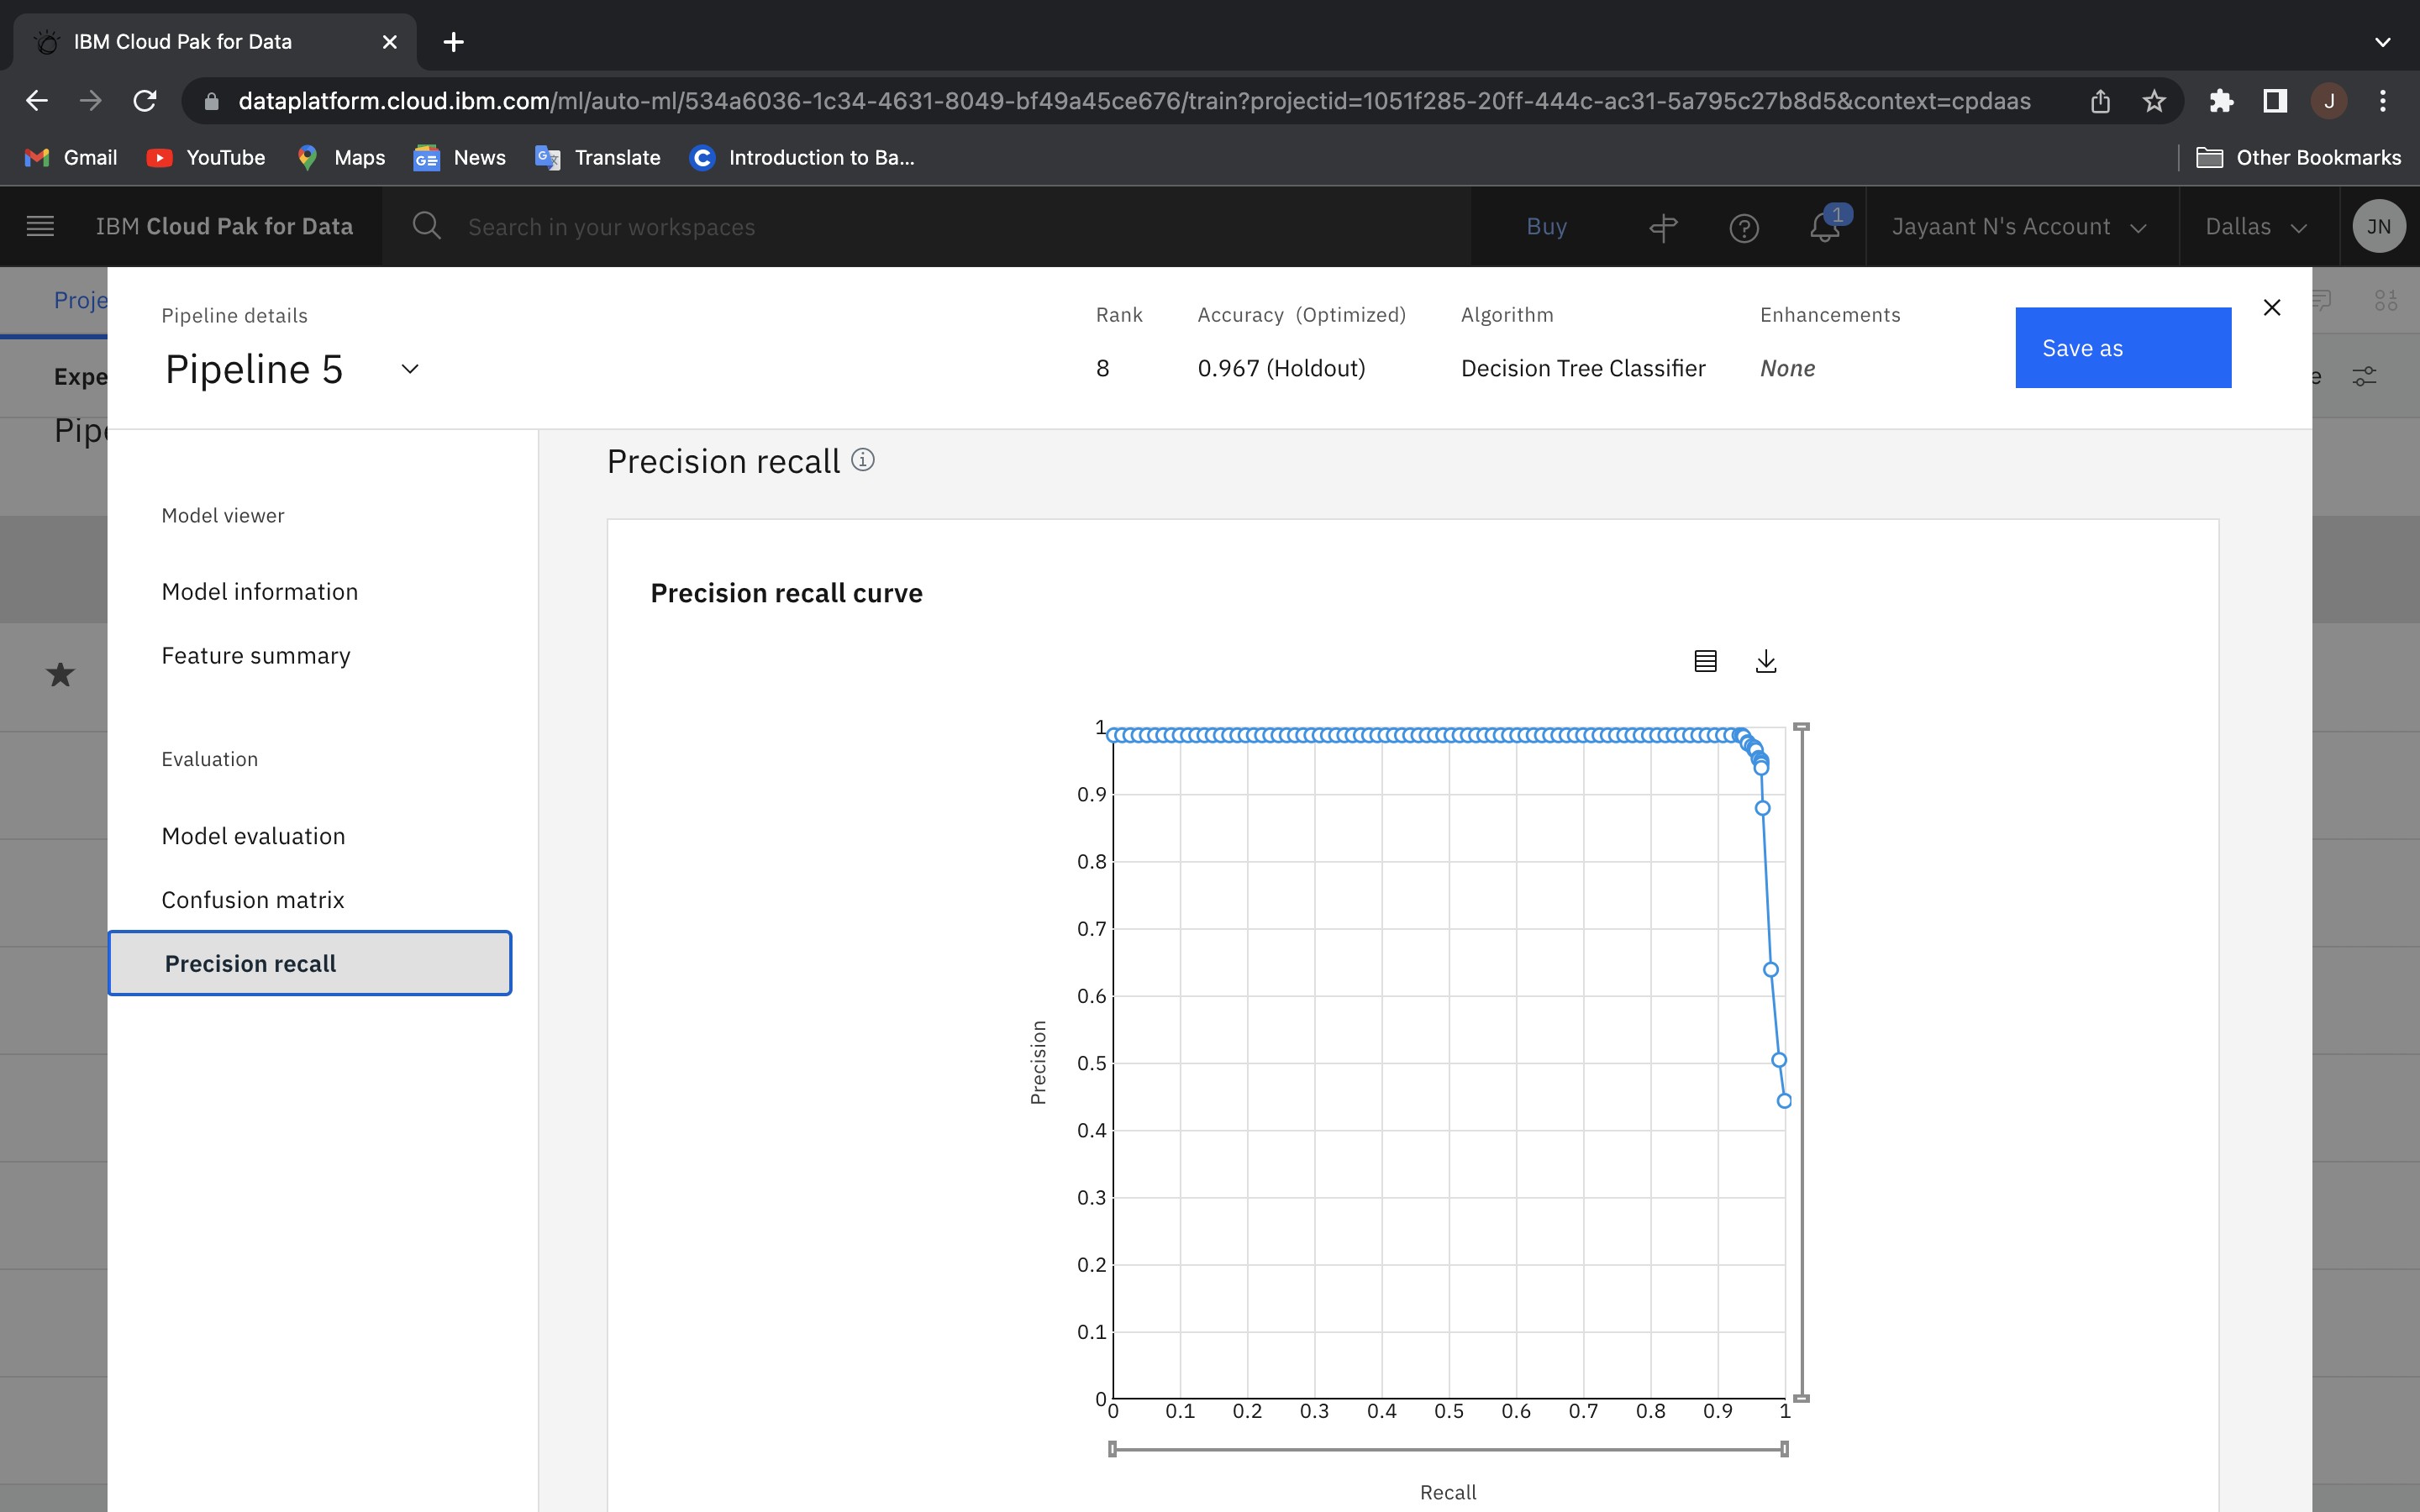 IBM Cloud Pak for Data
dataplatform.cloud.ibm.com/ml/auto-ml/534a6036-1c34-4631-8049-bf49a45ce676/train?projectid=1051f285-20ff-444c-ac31-5a795c27b8d5&context=cpdaas
J
Gmail YouTube Maps News Translate Introduction to Ba... Other Bookmarks
IBM Cloud Pak for Data Search in your workspaces Buy 1 Jayaant N's Account Dallas JN
Proje
Expe
Pipe
e
Pipeline details
Pipeline 5
Rank Accuracy (Optimized) Algorithm Enhancements
8 0.967 (Holdout) Decision Tree Classifier None
Save as
Model viewer
Model information
Feature summary
Evaluation
Model evaluation
Confusion matrix
Precision recall
Precision recall
Precision recall curve
Precision
1
0.9
0.8
0.7
0.6
0.5
0.4
0.3
0.2
0.1
0
0 0.1 0.2 0.3 0.4 0.5 0.6 0.7 0.8 0.9 1
Recall